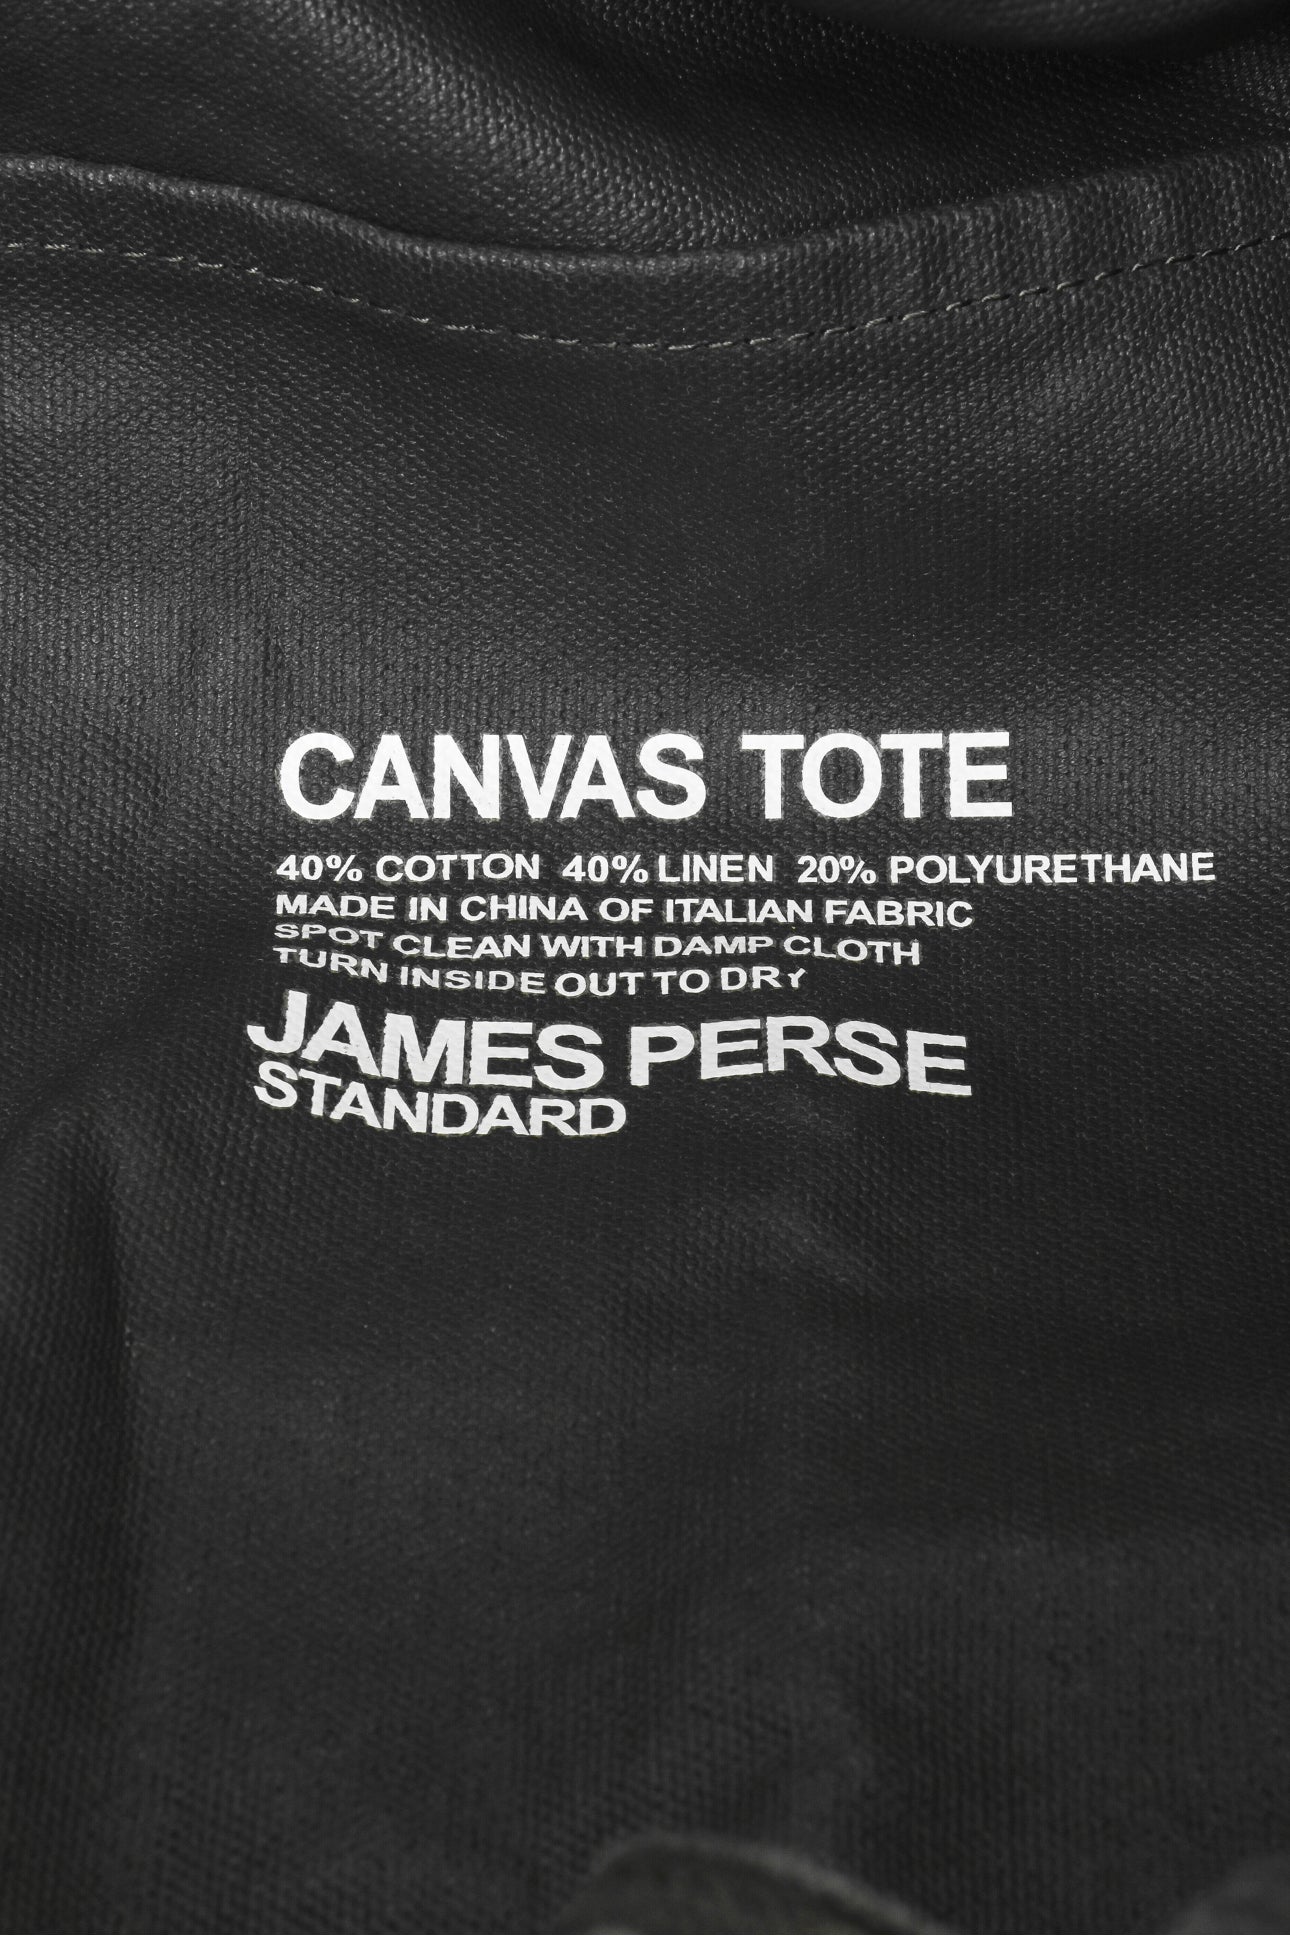 CANVAS TOTE
40% COTTON 40% LINEN 20% POLYURETHANE
MADE IN CHINA OF ITALIAN FABRIC
SPOT CLEAN WITH DAMP CLOTH
TURN INSIDE OUT TO DRY
JAMES PERSE
STANDARD